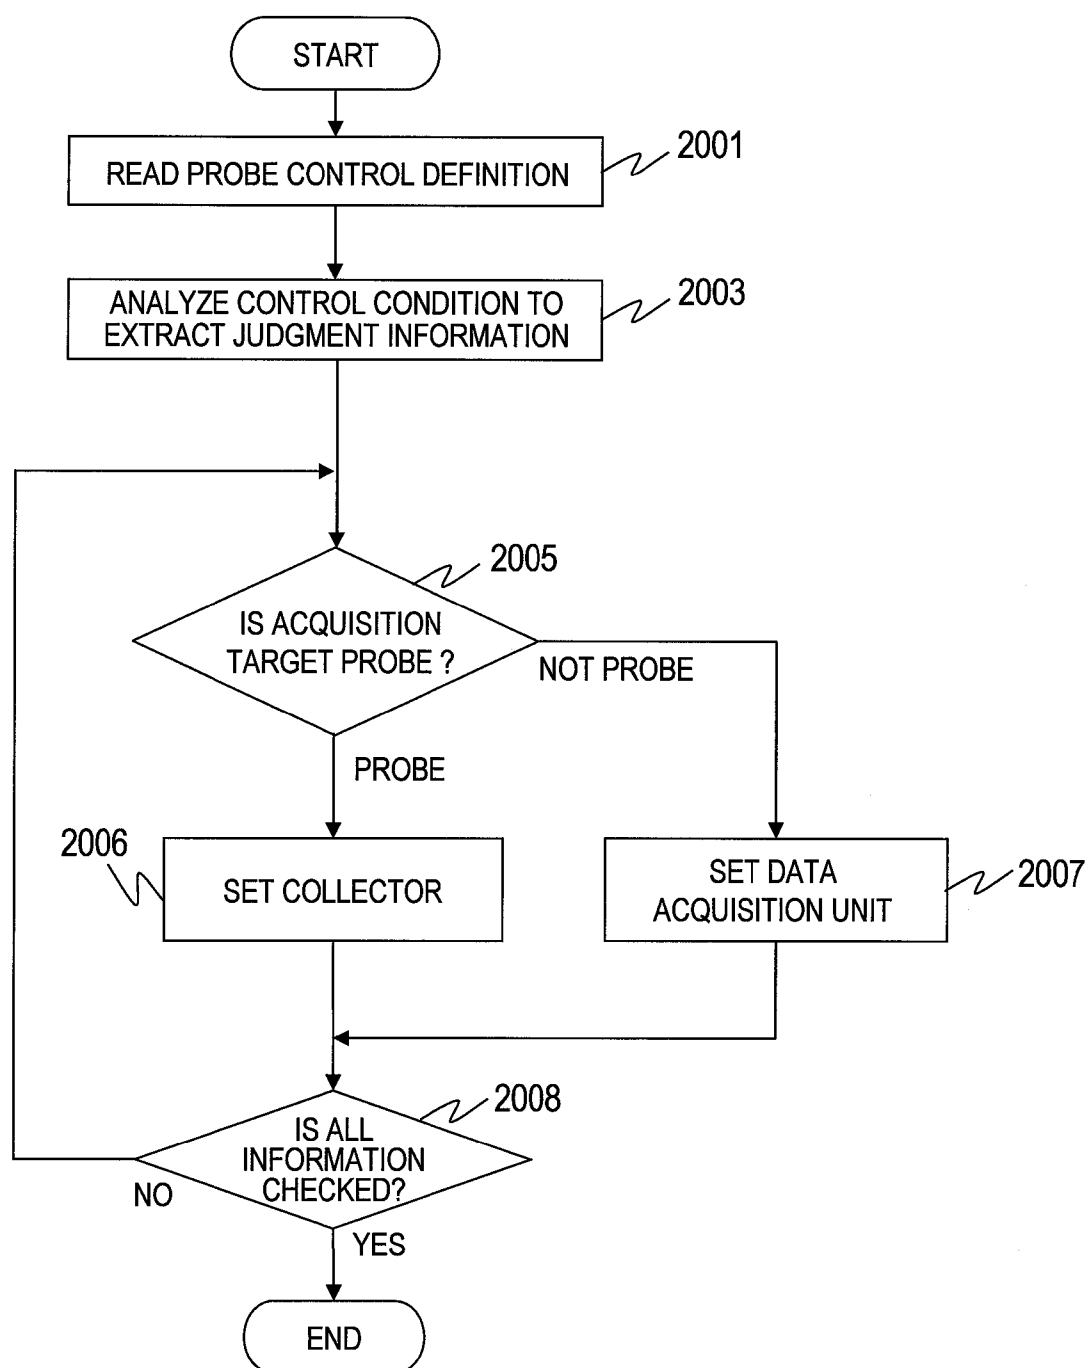 START
2001
READ PROBE CONTROL DEFINITION
2003
ANALYZE CONTROL CONDITION TO
EXTRACT JUDGMENT INFORMATION
2005
IS ACQUISITION
TARGET PROBE ?
NOT PROBE
PROBE
2006
SET COLLECTOR
SET DATA
ACQUISITION UNIT
2007
2008
IS ALL
INFORMATION
CHECKED?
NO
YES
END